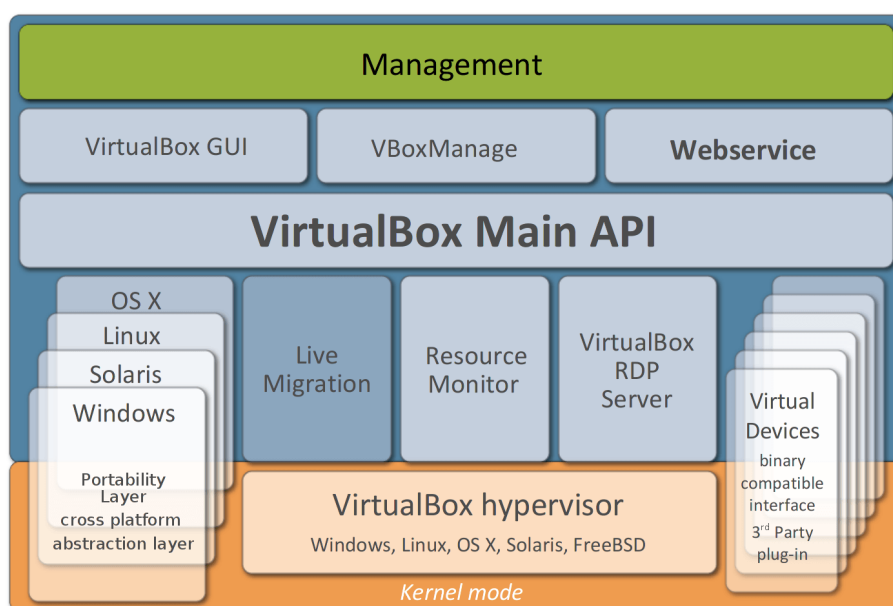 Management
VirtualBox GUI
VBoxManage
Webservice
VirtualBox Main API
OS X
Linux
Solaris
Windows
Portability
Layer
cross platform
abstraction layer
Live
Migration
Resource
Monitor
VirtualBox
RDP
Server
Virtual
Devices
binary
compatible
interface
3rd Party
plug-in
VirtualBox hypervisor
Windows, Linux, OS X, Solaris, FreeBSD
Kernel mode